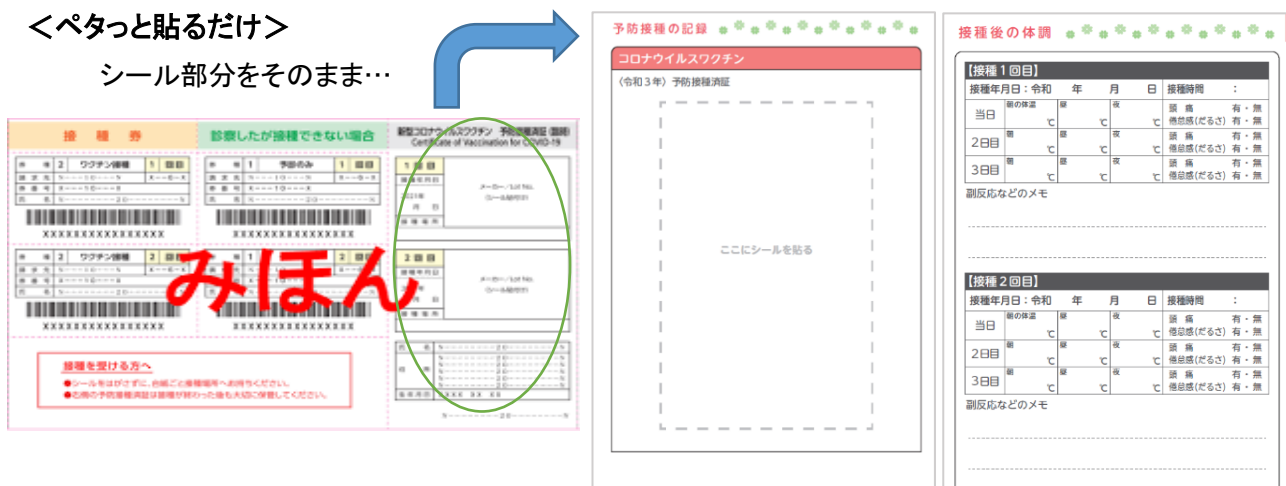 ＜ペタっと貼るだけ＞
シール部分をそのまま…
接 種 券
診察したが接種できない場合
新型コロナウイルスワクチン 予防接種済証（臨時）
Certificate of Vaccination for COVID-19
2 ワクチン接種 1 回目
1 予診のみ 1 回目
1 回 目
メーカー／Lot No.
（シール貼付け）
2021年
月 日
XXXXXXXXXXXXXXXX
XXXXXXXXXXXXXXXX
2 ワクチン接種 2 回目
1 2 回目
2 回 目
メーカー／Lot No.
（シール貼付け）
月 日
XXXXXXXXXXXXXXXX
XXXXXXXXXXXXXXXX
みほん
接種を受ける方へ
●シールをはがさずに、台紙ごと接種場所へお持ちください。
●右側の予防接種済証は接種が終わった後も大切に保管してください。
予防接種の記録
コロナウイルスワクチン
（令和３年）予防接種済証
ここにシールを貼る
接種後の体調
【接種１回目】
接種年月日：令和 年 月 日 接種時間 ：
当日 朝の体温 ℃ 昼 夜 ℃ 頭 痛 有・無
倦怠感(だるさ) 有・無
2日目 朝 ℃ 昼 夜 ℃ 頭 痛 有・無
倦怠感(だるさ) 有・無
3日目 朝 ℃ 昼 夜 ℃ 頭 痛 有・無
倦怠感(だるさ) 有・無
副反応などのメモ
【接種２回目】
接種年月日：令和 年 月 日 接種時間 ：
当日 朝の体温 ℃ 昼 夜 ℃ 頭 痛 有・無
倦怠感(だるさ) 有・無
2日目 朝 ℃ 昼 夜 ℃ 頭 痛 有・無
倦怠感(だるさ) 有・無
3日目 朝 ℃ 昼 夜 ℃ 頭 痛 有・無
倦怠感(だるさ) 有・無
副反応などのメモ